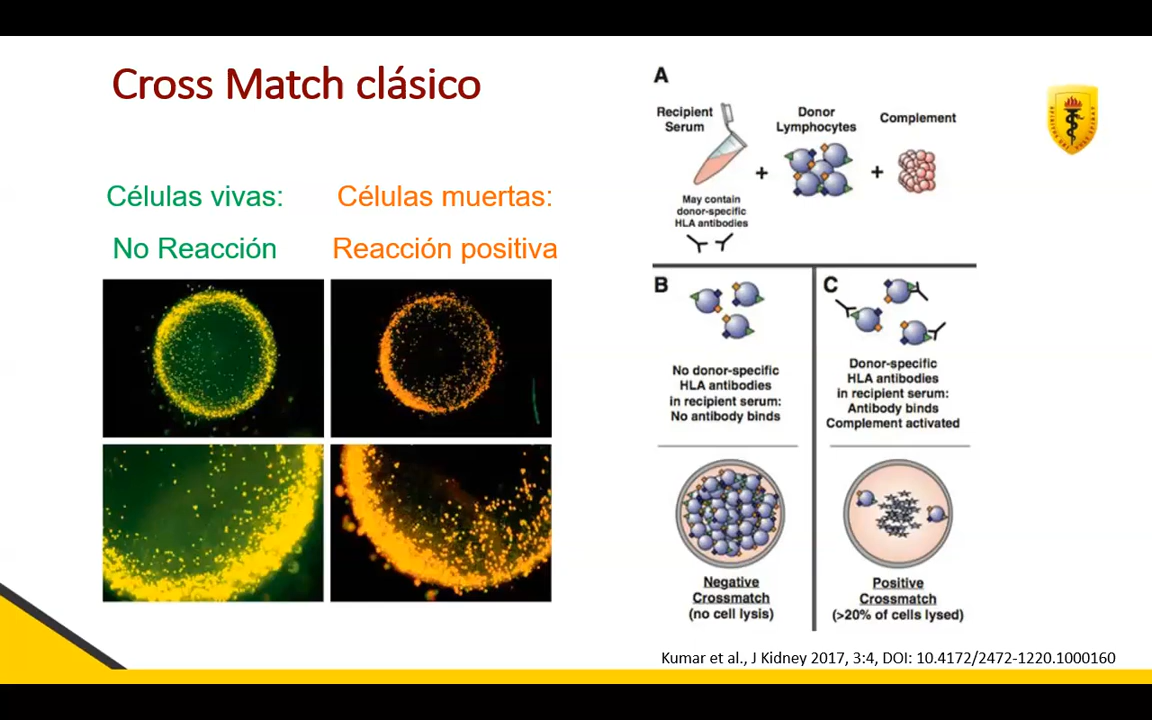 Cross Match clásico
Células vivas:
No Reacción
Células muertas:
Reacción positiva
A
Recipient
Serum
Donor
Lymphocytes
Complement
+
+
May contain
donor-specific
HLA antibodies
B
No donor-specific
HLA antibodies
in recipient serum:
No antibody binds
Negative
Crossmatch
(no cell lysis)
C
Donor-specific
HLA antibodies
in recipient serum:
Antibody binds
Complement activated
Positive
Crossmatch
(>20% of cells lysed)
Kumar et al., J Kidney 2017, 3:4, DOI: 10.4172/2472-1220.1000160